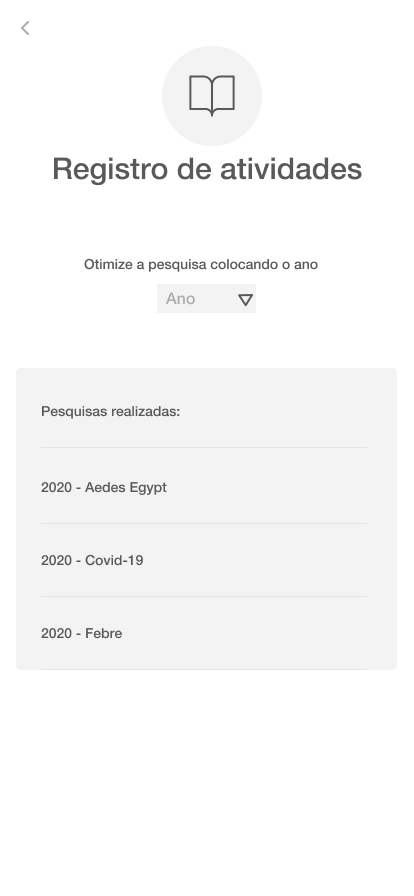 Registro de atividades
Otimize a pesquisa colocando o ano
Ano
Pesquisas realizadas:
2020 - Aedes Egypt
2020 - Covid-19
2020 - Febre